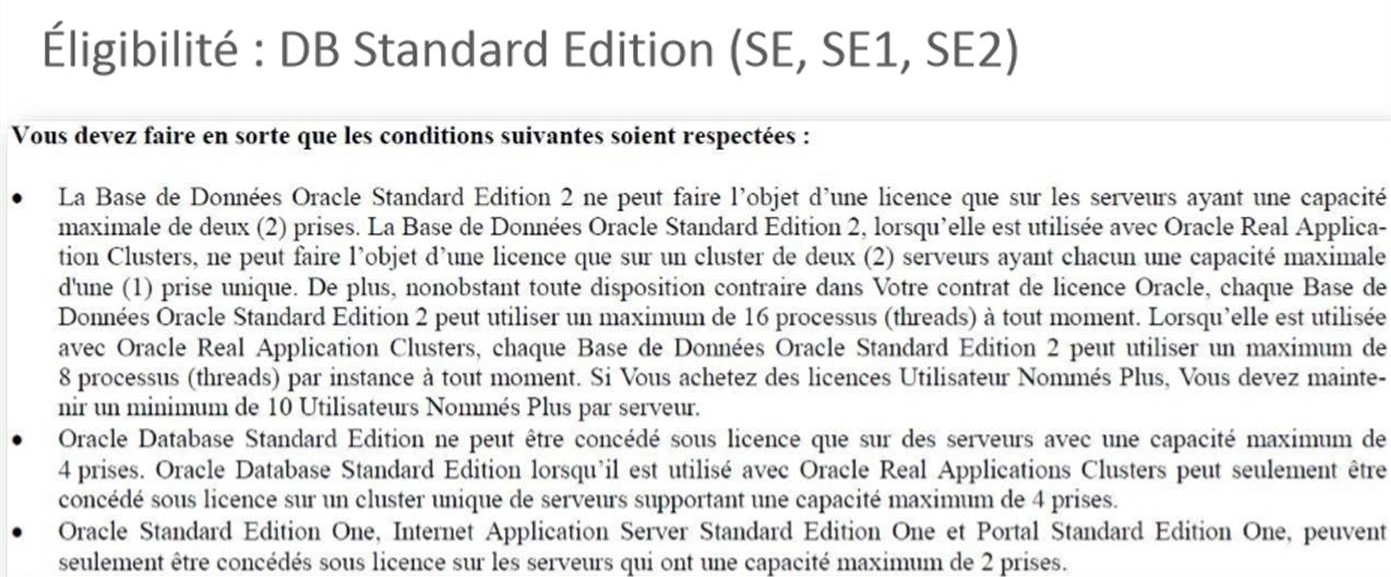 Éligibilité : DB Standard Edition (SE, SE1, SE2)
Vous devez faire en sorte que les conditions suivantes soient respectées :
• La Base de Données Oracle Standard Edition 2 ne peut faire l’objet d’une licence que sur les serveurs ayant une capacité
maximale de deux (2) prises. La Base de Données Oracle Standard Edition 2, lorsqu’elle est utilisée avec Oracle Real Applica-
tion Clusters, ne peut faire l’objet d’une licence que sur un cluster de deux (2) serveurs ayant chacun une capacité maximale
d'une (1) prise unique. De plus, nonobstant toute disposition contraire dans Votre contrat de licence Oracle, chaque Base de
Données Oracle Standard Edition 2 peut utiliser un maximum de 16 processus (threads) à tout moment. Lorsqu’elle est utilisée
avec Oracle Real Application Clusters, chaque Base de Données Oracle Standard Edition 2 peut utiliser un maximum de
8 processus (threads) par instance à tout moment. Si Vous achetez des licences Utilisateur Nommés Plus, Vous devez mainte-
nir un minimum de 10 Utilisateurs Nommés Plus par serveur.
• Oracle Database Standard Edition ne peut être concédé sous licence que sur des serveurs avec une capacité maximum de
4 prises. Oracle Database Standard Edition lorsqu’il est utilisé avec Oracle Real Applications Clusters peut seulement être
concédé sous licence sur un cluster unique de serveurs supportant une capacité maximum de 4 prises.
• Oracle Standard Edition One, Internet Application Server Standard Edition One et Portal Standard Edition One, peuvent
seulement être concédés sous licence sur les serveurs qui ont une capacité maximum de 2 prises.